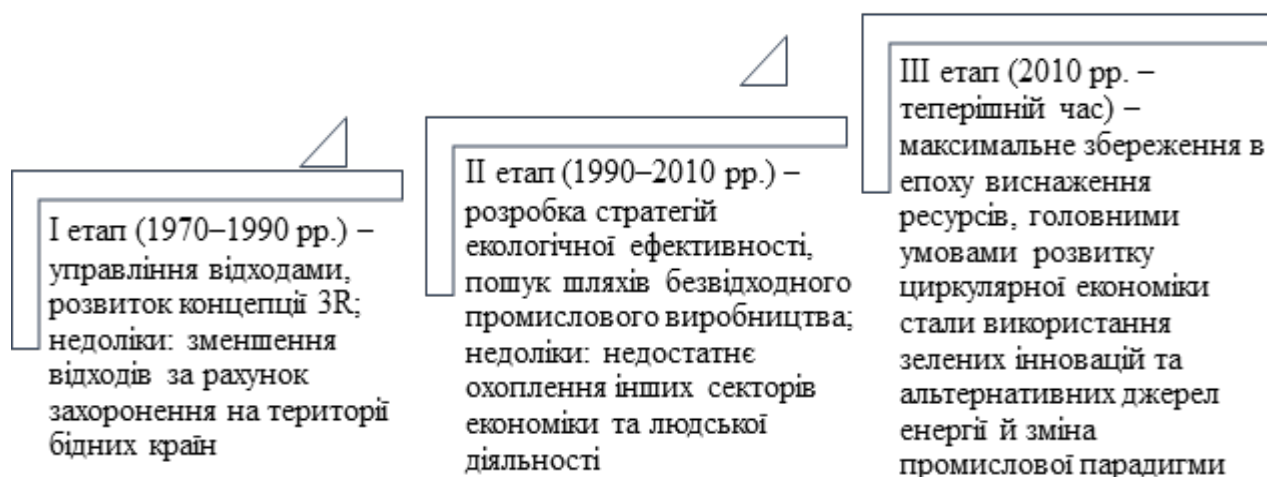 І етап (1970–1990 рр.) –
управління відходами,
розвиток концепції 3R;
недоліки: зменшення
відходів за рахунок
захоронення на території
бідних країн
ІІ етап (1990–2010 рр.) –
розробка стратегій
екологічної ефективності,
пошук шляхів безвідходного
промислового виробництва;
недоліки: недостатнє
охоплення інших секторів
економіки та людської
діяльності
ІІІ етап (2010 рр. –
теперішній час) –
максимальне збереження в
епоху виснаження
ресурсів, головними
умовами розвитку
циркулярної економіки
стали використання
зелених інновацій та
альтернативних джерел
енергії й зміна
промислової парадигми